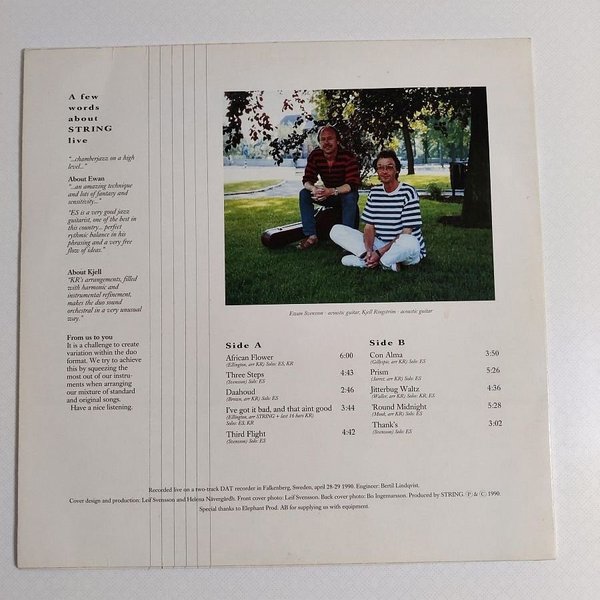 A few
words
about
STRING
live
"...chamberjazz on a high
level..."
About Ewan
"...an amazing technique
and lots of fantasy and
sensitivity..."
"ES is a very good jazz
guitarist, one of the best in
this country... perfect
rythmic balance in his
phrasing and a very free
flow of ideas."
About Kjell
"KR's arrangements, filled
with harmonic and
instrumental refinement,
makes the duo sound
orchestral in a very unusual
way."
From us to you
It is a challenge to create
variation within the duo
format. We try to achieve
this by squeezing the
most out of our instru-
ments when arranging
our mixture of standard
and original songs.
Have a nice listening.
Ewan Svensson - acoustic guitar, Kjell Ringström - acoustic guitar
Side A
African Flower 6:00
(Ellington, arr KR) Solos: ES, KR
Three Steps 4:43
(Svensson) Solo: ES
Daahoud 2:46
(Brown, arr KR) Solo: ES
I've got it bad, and that aint good 3:44
(Ellington, arr STRING + last 16 bars KR)
Solos: ES, KR
Third Flight 4:42
(Svensson) Solo: ES
Side B
Con Alma 3:50
(Gillespie, arr KR) Solo: ES
Prism 5:26
(Jarret, arr KR) Solo: ES
Jitterbug Waltz 4:36
(Waller, arr KR) Solos: KR, ES
'Round Midnight 5:28
(Monk, arr KR) Solo: ES
Thank's 3:02
(Svensson) Solo: ES
Recorded live on a two-track DAT recorder in Falkenberg, Sweden, april 28-29 1990. Engineer: Bertil Lindqvist.
Cover design and production: Leif Svensson and Helena Nävergårdh. Front cover photo: Leif Svensson. Back cover photo: Bo Ingemansson. Produced by STRING. Ⓟ & Ⓒ 1990.
Special thanks to Elephant Prod. AB for supplying us with equipment.